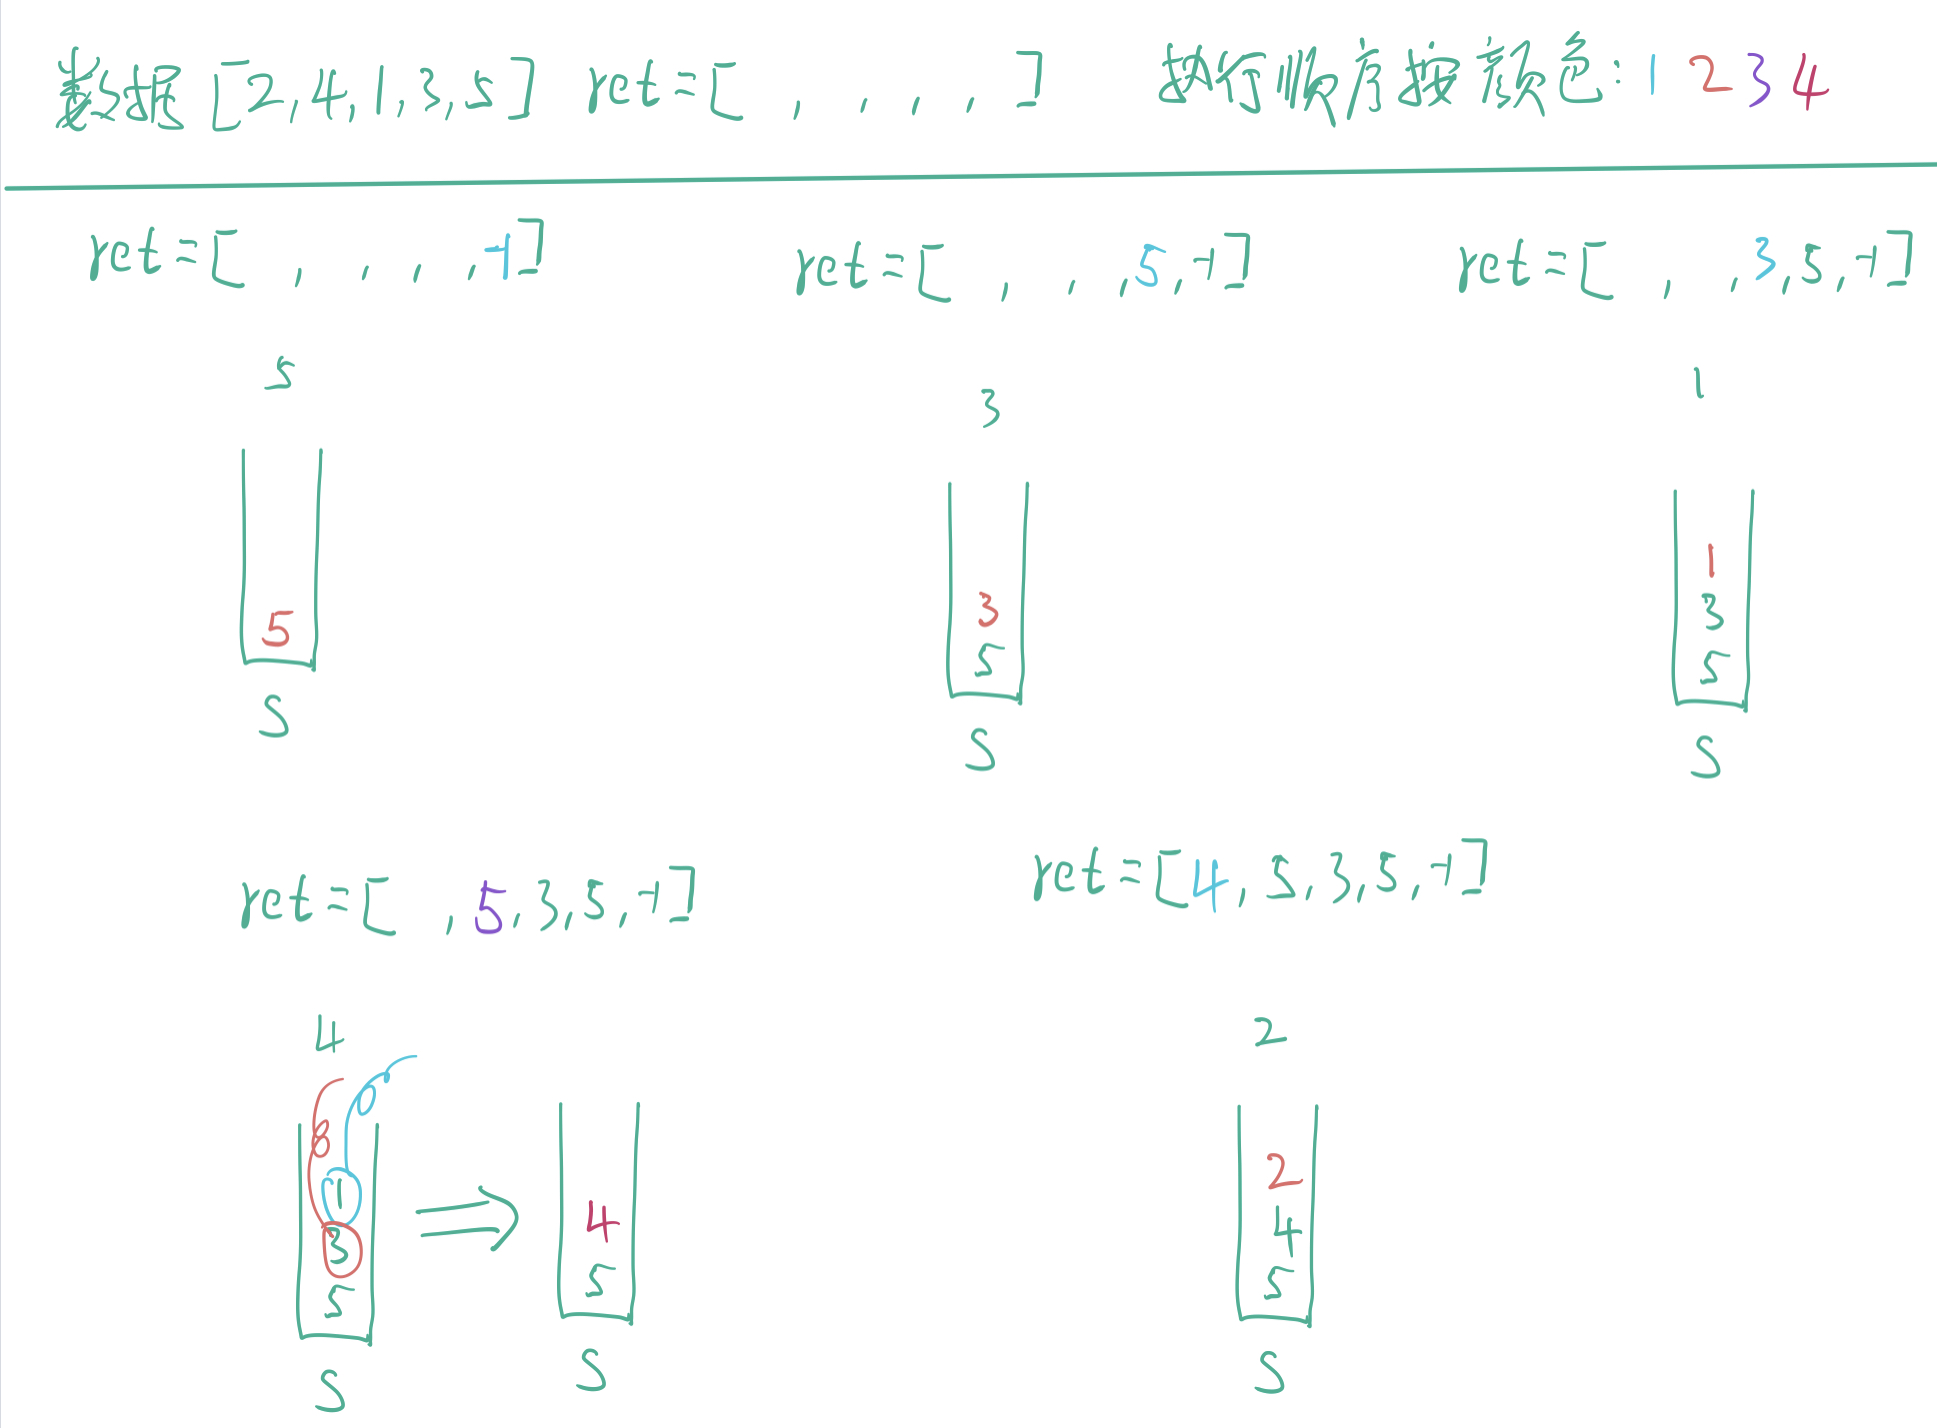 数据 [2,4,1,3,5] ret=[ , , , , ] 执行顺序按颜色:1 2 3 4
ret=[ , , , ,-1]
5
5
S
ret=[ , , ,5,-1]
3
3
5
S
ret=[ , ,3,5,-1]
1
1
3
5
S
ret=[ ,5,3,5,-1]
4
1
3
5
S
4
5
S
ret=[4,5,3,5,-1]
2
2
4
5
S